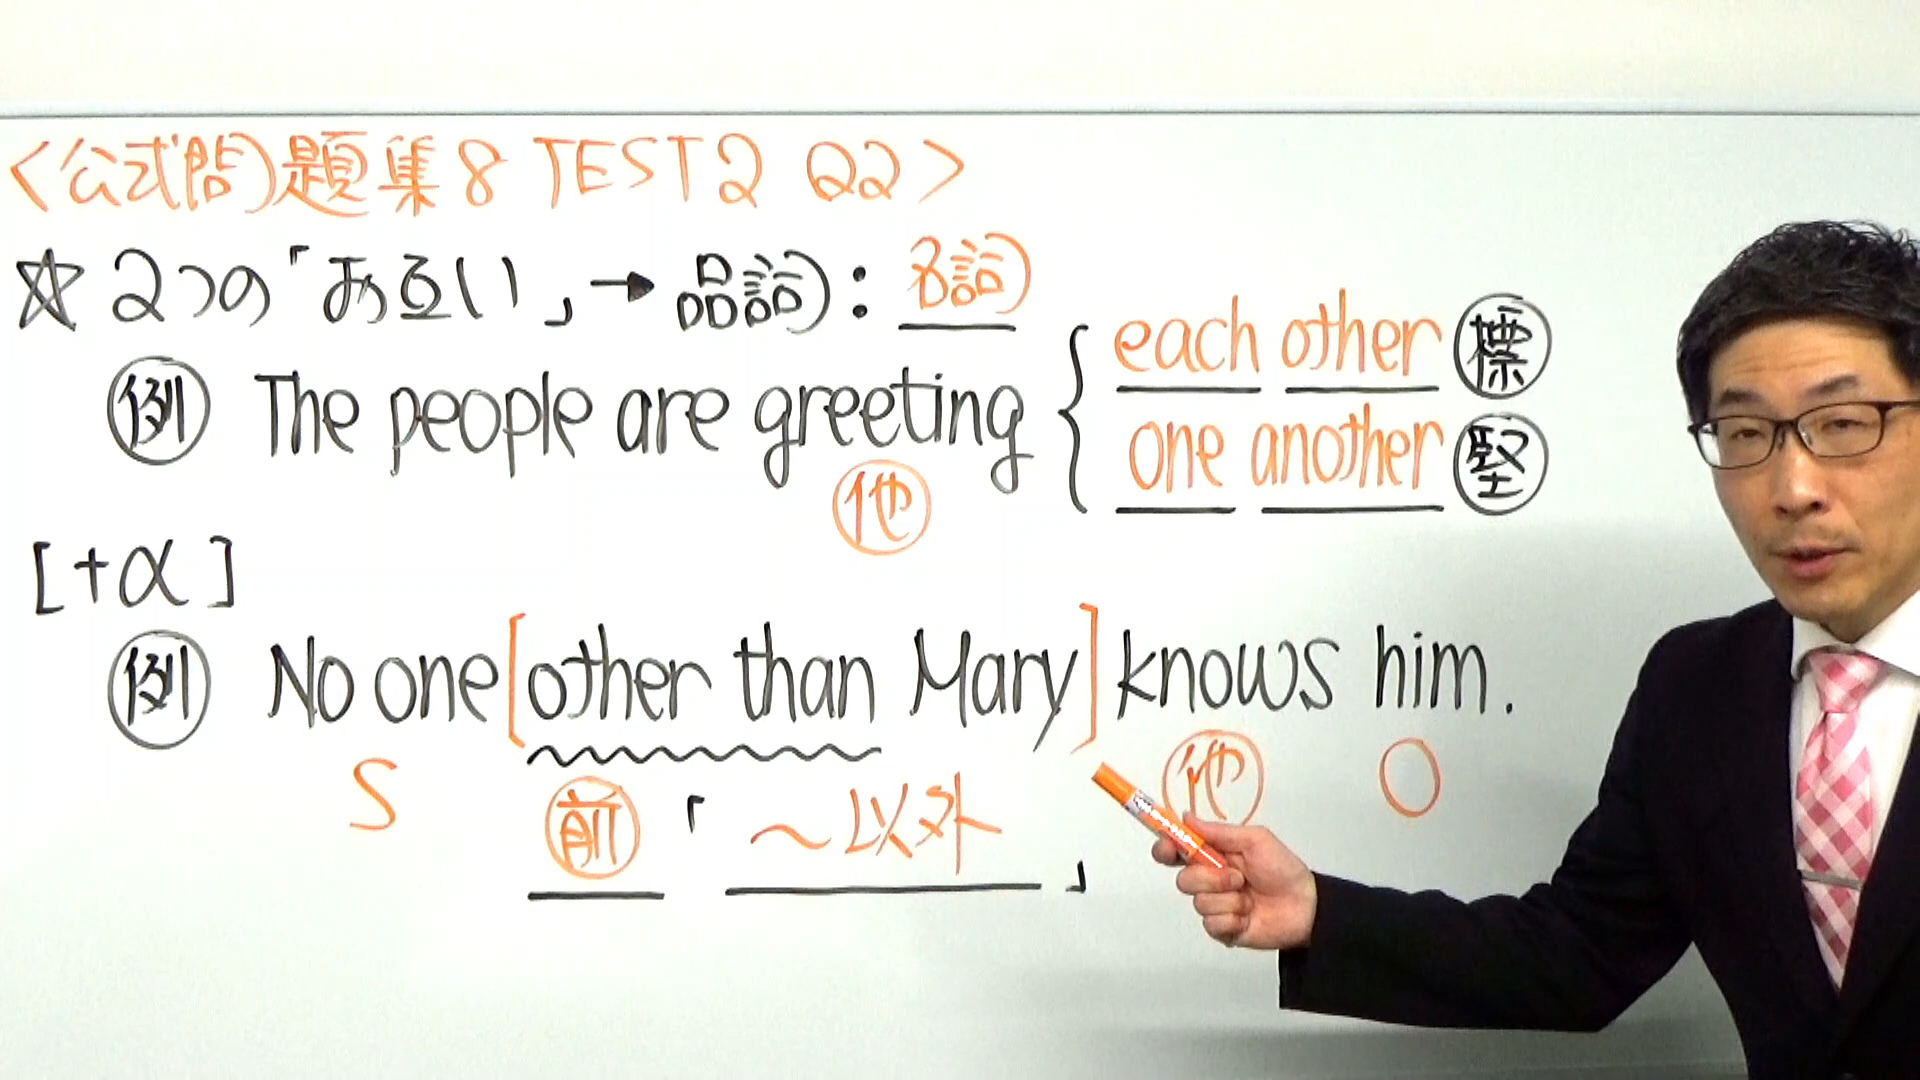 <公式問題集8 TEST2 Q2>
☆2つの「お互い」→品詞:名詞
each other 標
例 The people are greeting
one another 堅
他
[+α]
例 No one [other than Mary] knows him.
S 前「~以外」 他 O